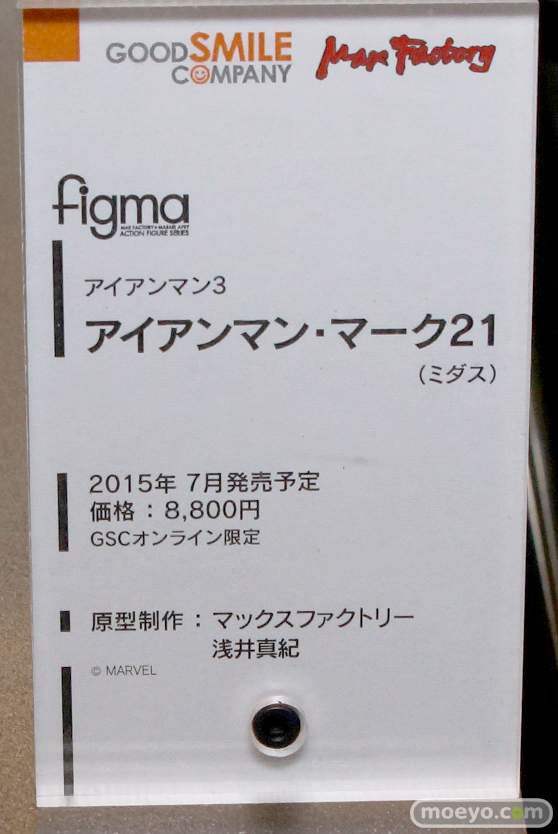 GOODSMILE
COMPANY
Max Factory
figma
MAX FACTORY × MASAKI APSY
ACTION FIGURE SERIES
アイアンマン3
アイアンマン・マーク21
（ミダス）
2015年 7月発売予定
価格：8,800円
GSCオンライン限定
原型制作：マックスファクトリー
浅井真紀
© MARVEL
moeyo.com